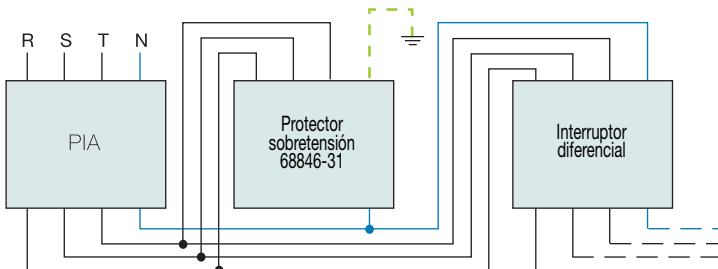 R S T N
PIA
Protector
sobretensión
68846-31
Interruptor
diferencial